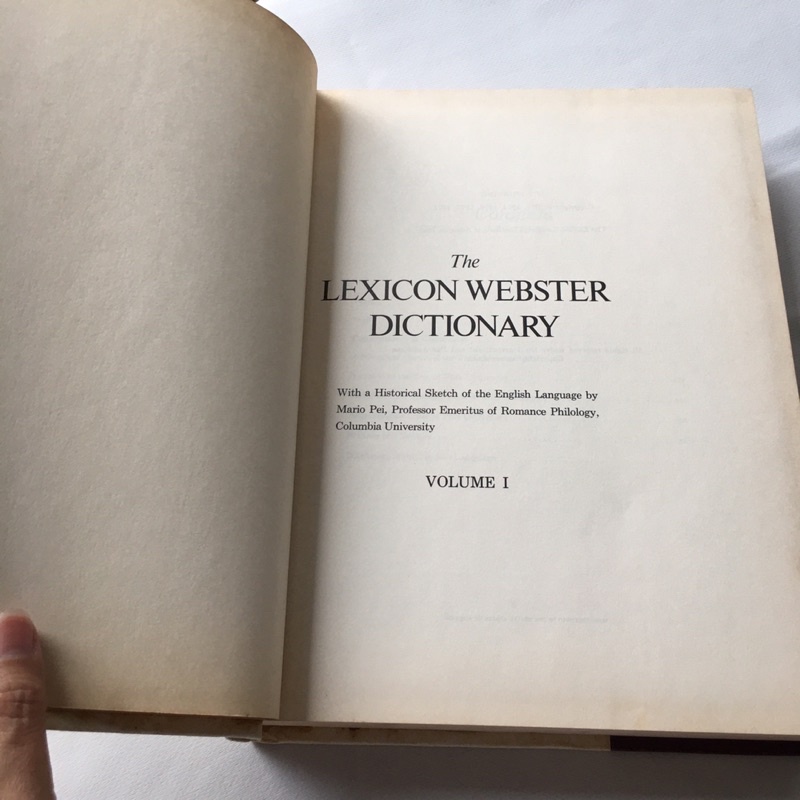 The
LEXICON WEBSTER
DICTIONARY
With a Historical Sketch of the English Language by
Mario Pei, Professor Emeritus of Romance Philology,
Columbia University
VOLUME I